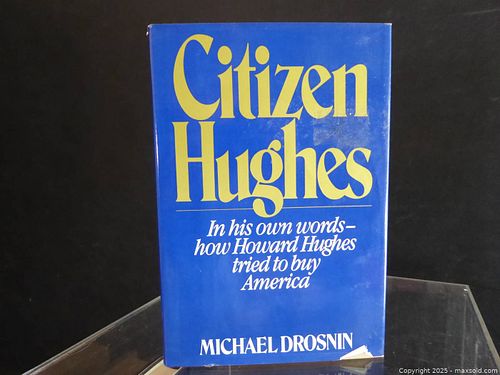 Citizen
Hughes
In his own words–
how Howard Hughes
tried to buy
America
MICHAEL DROSNIN
Copyright 2025 - maxsold.com